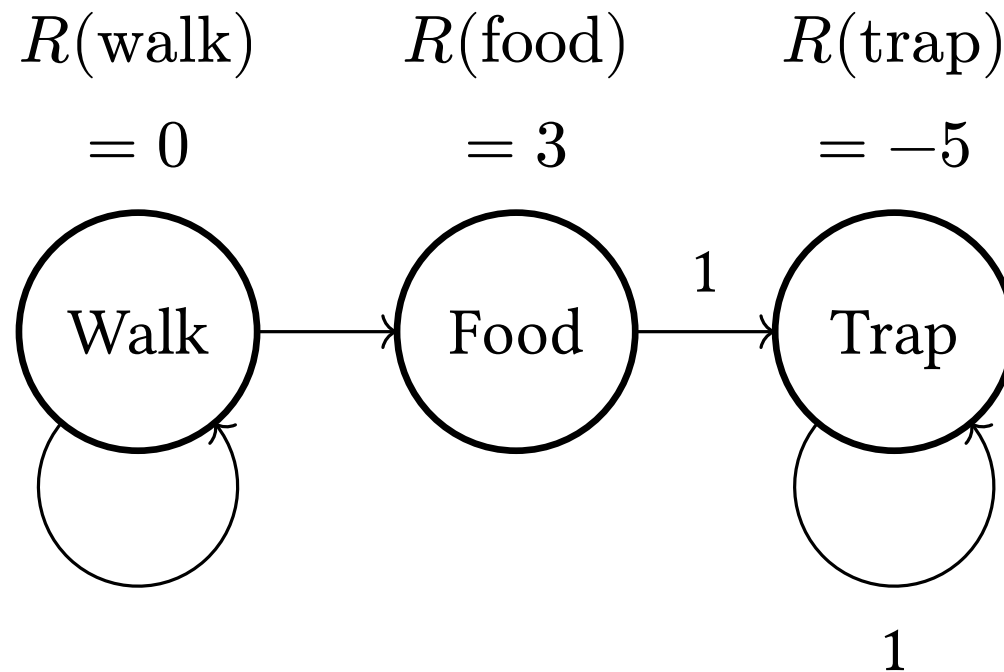 R(walk) R(food) R(trap)
= 0 = 3 = −5
1
Walk Food Trap
1